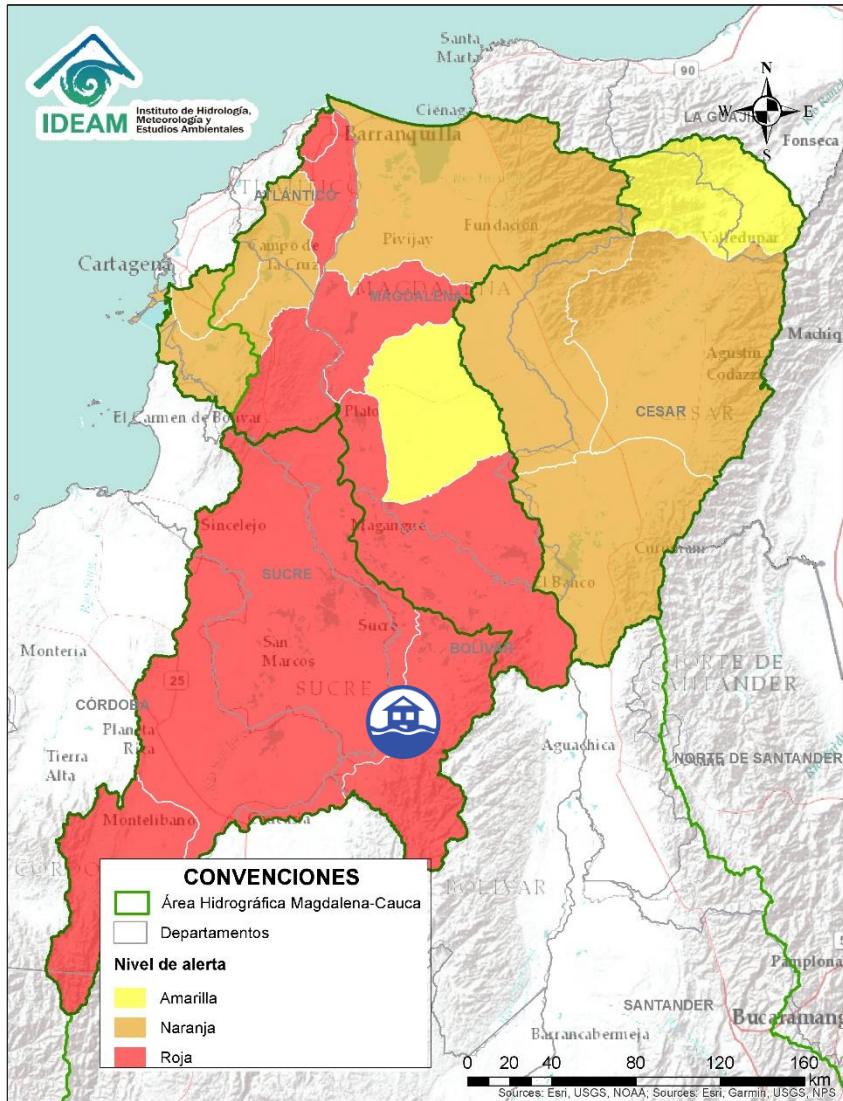 IDEAM
Instituto de Hidrología,
Meteorología y
Estudios Ambientales
Santa
Marta
90
N
W
E
S
LA GUAJI
Fonseca
Ciénaga
Barranquilla
ATLÁNTICO
Fundación
Pivijay
Valledupar
Campo de
la Cruz
Cartagena
MAGDALENA
Machiq
Agustín
Codazzi
CESAR
El Carmen de Bolívar
Plato
Sincelejo
Magangué
SUCRE
Curumaní
El Banco
Sucre
BOLÍVAR
Montería
San
Marcos
25
SUCRE
NORTE DE
SANTANDER
CÓRDOBA
Planeta
Rica
Aguachica
NORTE DE SANTANDER
Tierra
Alta
Montelíbano
BOLÍVAR
CONVENCIONES
Área Hidrográfica Magdalena-Cauca
Departamentos
Nivel de alerta
Amarilla
Naranja
Roja
Pamplona
SANTANDER
Bucaramang
Barrancabermeja
0 20 40 80 120 160
km
Sources: Esri, USGS, NOAA; Sources: Esri, Garmin, USGS, NPS